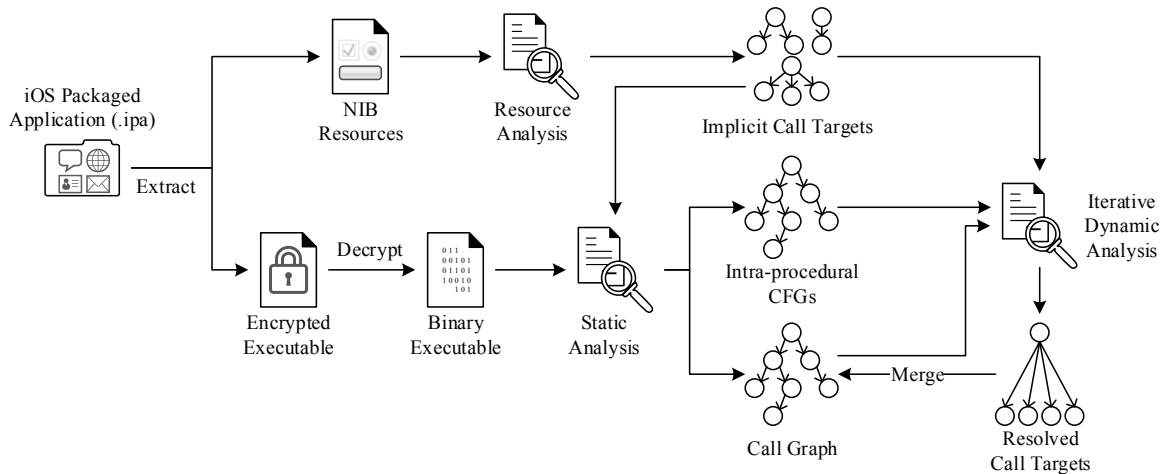 iOS Packaged
Application (.ipa)
Extract
NIB
Resources
Resource
Analysis
Implicit Call Targets
Decrypt
Encrypted
Executable
011
00101
01101
10010
101
Binary
Executable
Static
Analysis
Intra-procedural
CFGs
Call Graph
Iterative
Dynamic
Analysis
Merge
Resolved
Call Targets